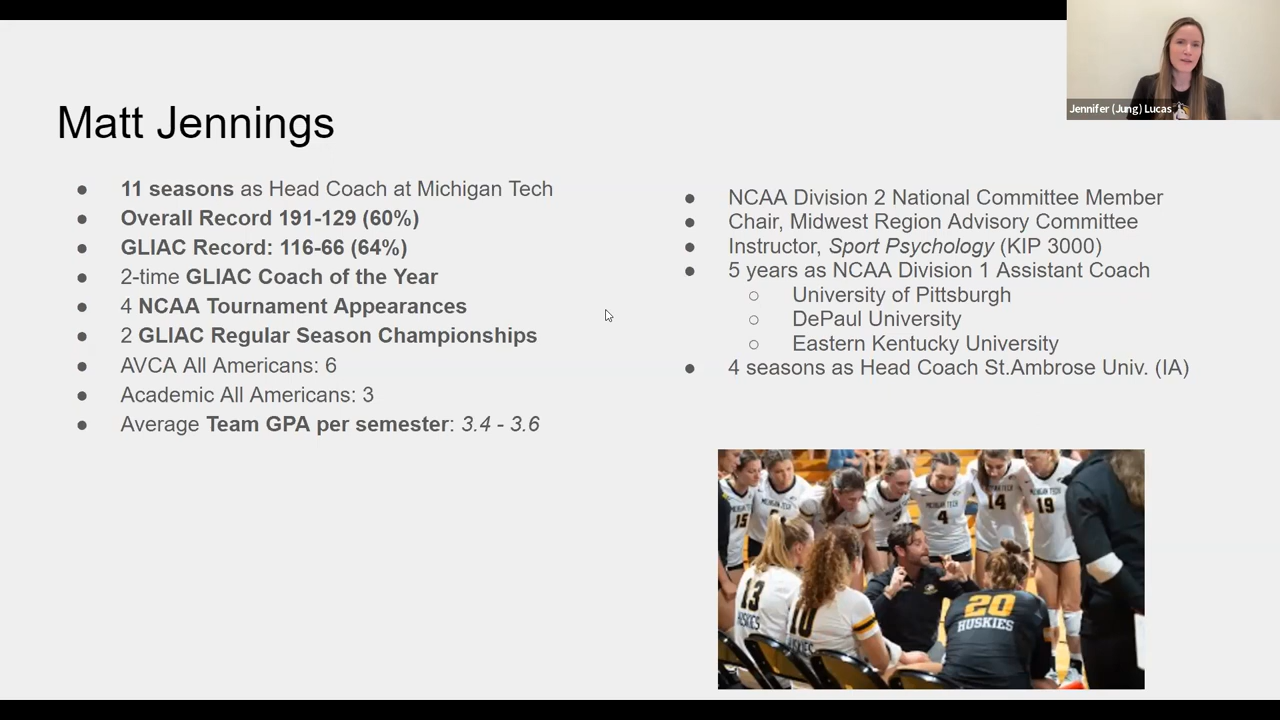 Jennifer (Jung) Lucas
Matt Jennings
● 11 seasons as Head Coach at Michigan Tech
● Overall Record 191-129 (60%)
● GLIAC Record: 116-66 (64%)
● 2-time GLIAC Coach of the Year
● 4 NCAA Tournament Appearances
● 2 GLIAC Regular Season Championships
● AVCA All Americans: 6
● Academic All Americans: 3
● Average Team GPA per semester: 3.4 - 3.6
● NCAA Division 2 National Committee Member
● Chair, Midwest Region Advisory Committee
● Instructor, Sport Psychology (KIP 3000)
● 5 years as NCAA Division 1 Assistant Coach
○ University of Pittsburgh
○ DePaul University
○ Eastern Kentucky University
● 4 seasons as Head Coach St.Ambrose Univ. (IA)
15
4
14
19
13
HUSKIES
10
20
HUSKIES